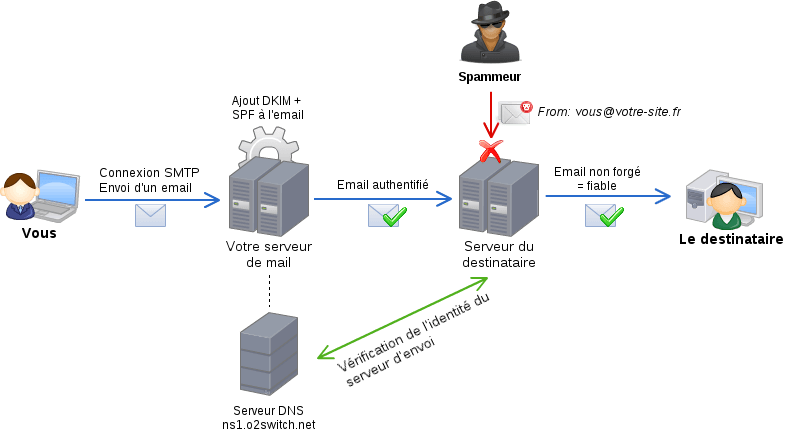 Spammeur
From: vous@votre-site.fr
Ajout DKIM +
SPF à l'email
Connexion SMTP
Envoi d'un email
Email authentifié
Email non forgé
= fiable
Vous
Votre serveur
de mail
Serveur du
destinataire
Le destinataire
Vérification de l'identité du
serveur d'envoi
Serveur DNS
ns1.o2switch.net